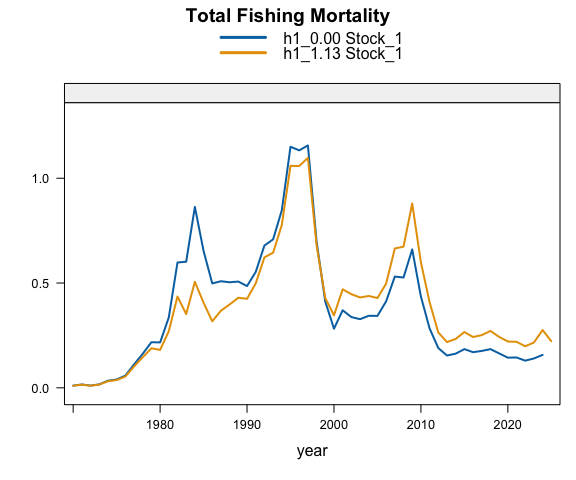 Total Fishing Mortality
h1_0.00 Stock_1
h1_1.13 Stock_1
1.0
0.5
0.0
1980 1990 2000 2010 2020
year